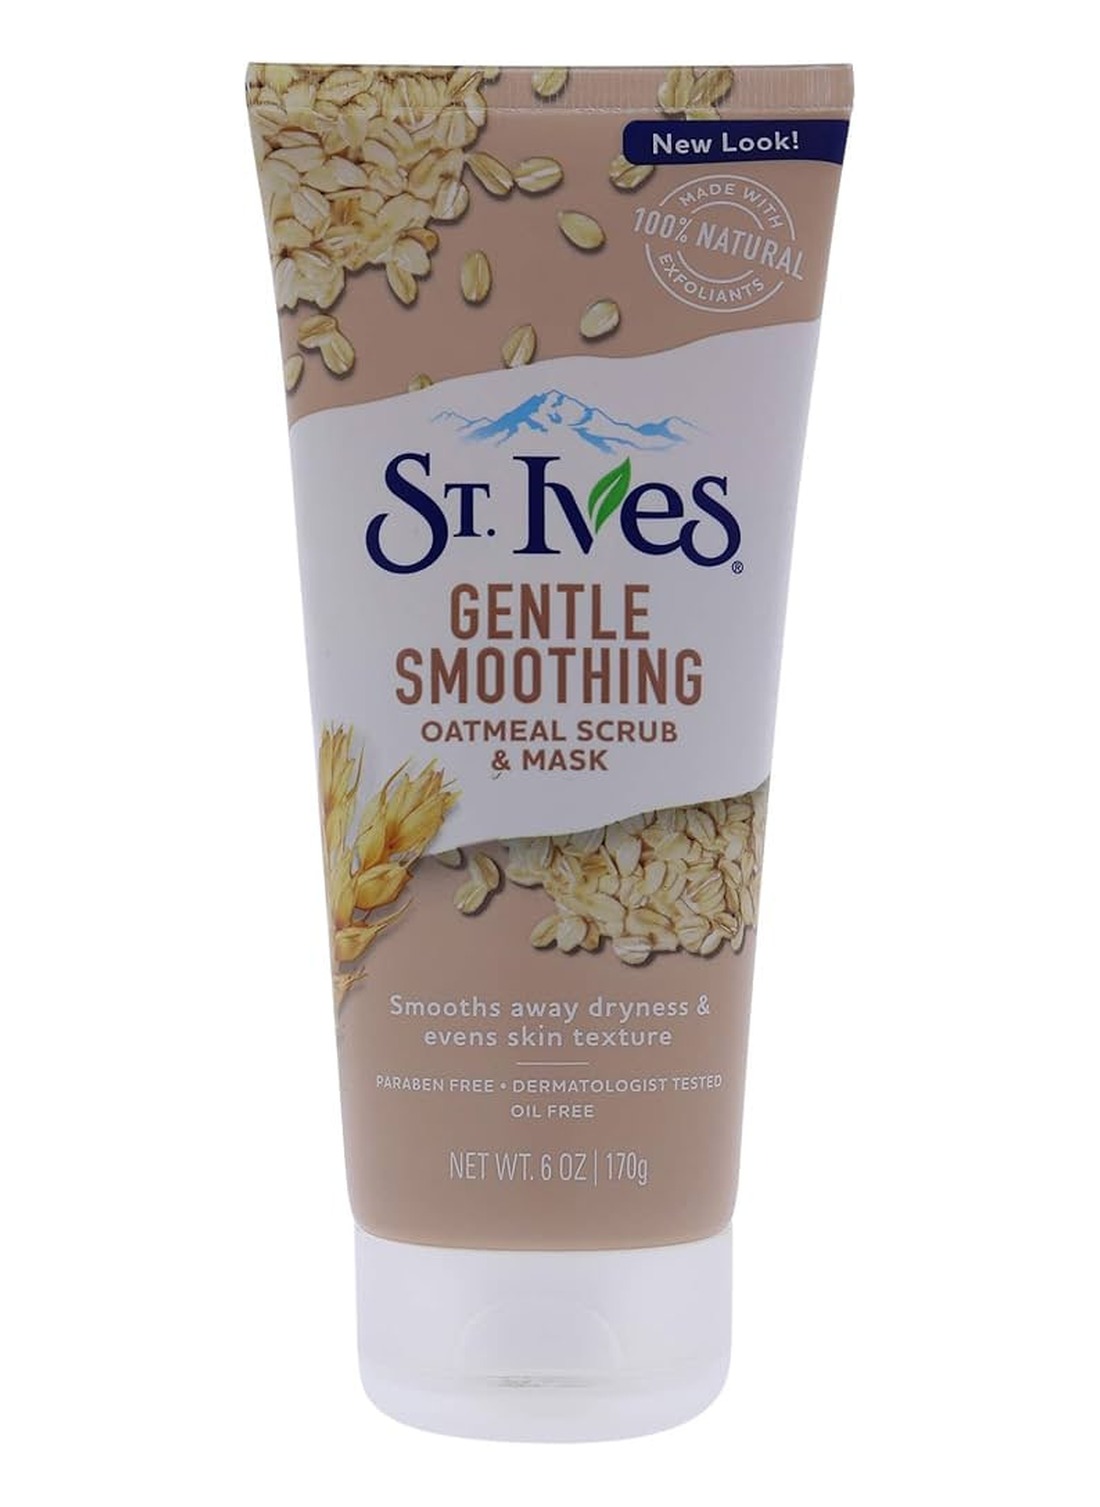 New Look!
MADE WITH
100% NATURAL
EXFOLIANTS
ST. IVES®
GENTLE
SMOOTHING
OATMEAL SCRUB
& MASK
Smooths away dryness &
evens skin texture
PARABEN FREE • DERMATOLOGIST TESTED
OIL FREE
NET WT. 6 OZ | 170g